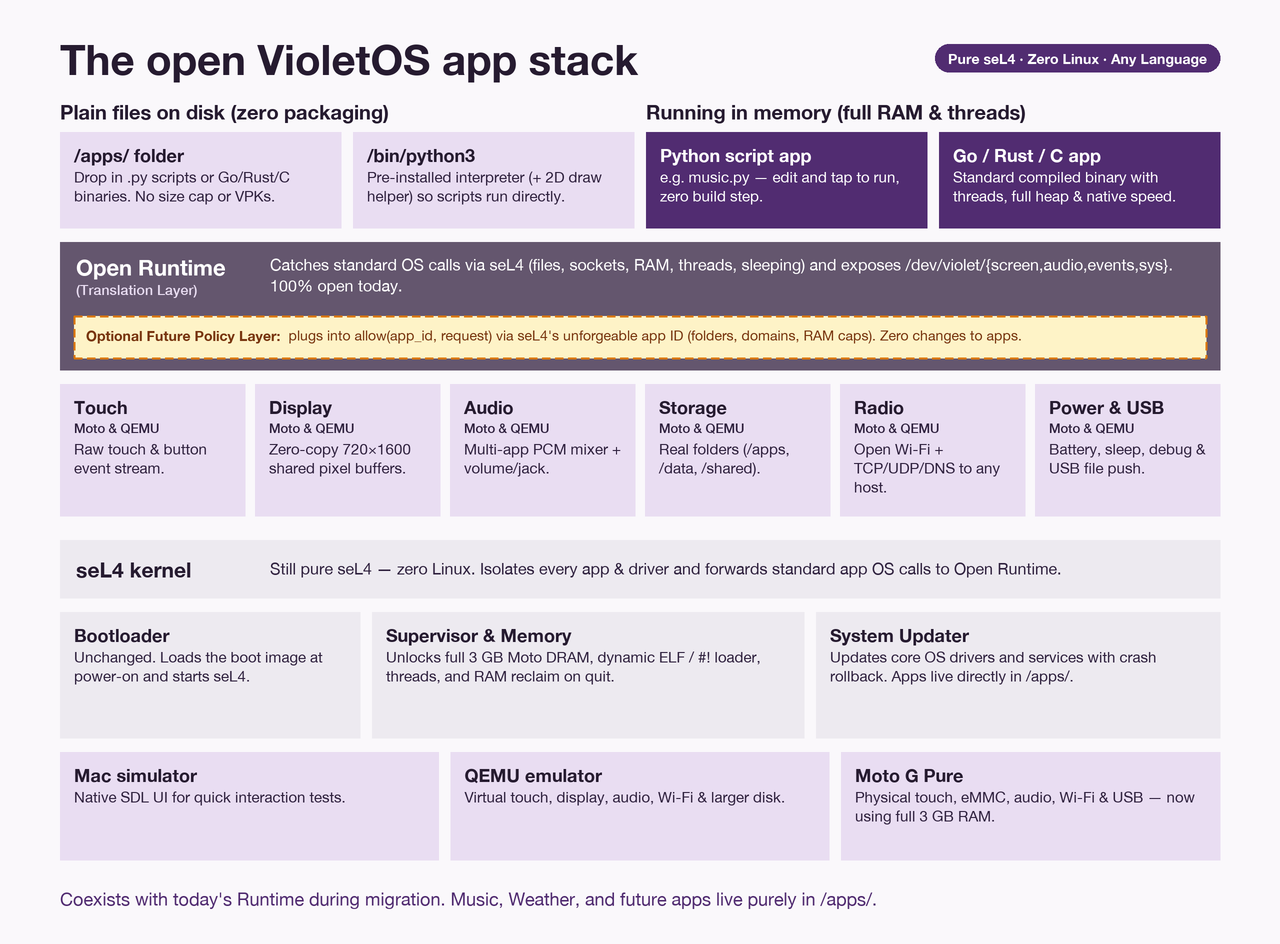 The open VioletOS app stack
Pure seL4 · Zero Linux · Any Language
Plain files on disk (zero packaging)
Running in memory (full RAM & threads)
/apps/ folder
Drop in .py scripts or Go/Rust/C
binaries. No size cap or VPKs.
/bin/python3
Pre-installed interpreter (+ 2D draw
helper) so scripts run directly.
Python script app
e.g. music.py — edit and tap to run,
zero build step.
Go / Rust / C app
Standard compiled binary with
threads, full heap & native speed.
Open Runtime
(Translation Layer)
Catches standard OS calls via seL4 (files, sockets, RAM, threads, sleeping) and exposes /dev/violet/{screen,audio,events,sys}.
100% open today.
Optional Future Policy Layer: plugs into allow(app_id, request) via seL4's unforgeable app ID (folders, domains, RAM caps). Zero changes to apps.
Touch
Moto & QEMU
Raw touch & button
event stream.
Display
Moto & QEMU
Zero-copy 720×1600
shared pixel buffers.
Audio
Moto & QEMU
Multi-app PCM mixer +
volume/jack.
Storage
Moto & QEMU
Real folders (/apps,
/data, /shared).
Radio
Moto & QEMU
Open Wi-Fi +
TCP/UDP/DNS to any
host.
Power & USB
Moto & QEMU
Battery, sleep, debug &
USB file push.
seL4 kernel
Still pure seL4 — zero Linux. Isolates every app & driver and forwards standard app OS calls to Open Runtime.
Bootloader
Unchanged. Loads the boot image at
power-on and starts seL4.
Supervisor & Memory
Unlocks full 3 GB Moto DRAM, dynamic ELF / #! loader,
threads, and RAM reclaim on quit.
System Updater
Updates core OS drivers and services with crash
rollback. Apps live directly in /apps/.
Mac simulator
Native SDL UI for quick interaction tests.
QEMU emulator
Virtual touch, display, audio, Wi-Fi & larger disk.
Moto G Pure
Physical touch, eMMC, audio, Wi-Fi & USB — now
using full 3 GB RAM.
Coexists with today's Runtime during migration. Music, Weather, and future apps live purely in /apps/.